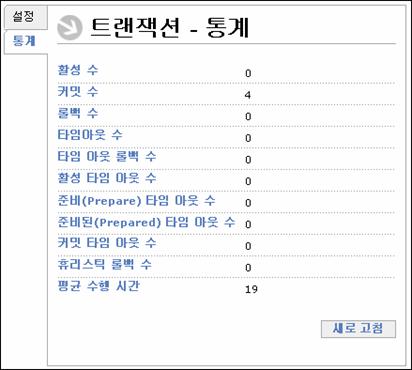 설정
통계
트랜잭션 - 통계
활성 수 0
커밋 수 4
롤백 수 0
타임아웃 수 0
타임 아웃 롤백 수 0
활성 타임 아웃 수 0
준비(Prepare) 타임 아웃 수 0
준비된(Prepared) 타임 아웃 수 0
커밋 타임 아웃 수 0
휴리스틱 롤백 수 0
평균 수행 시간 19
새로 고침